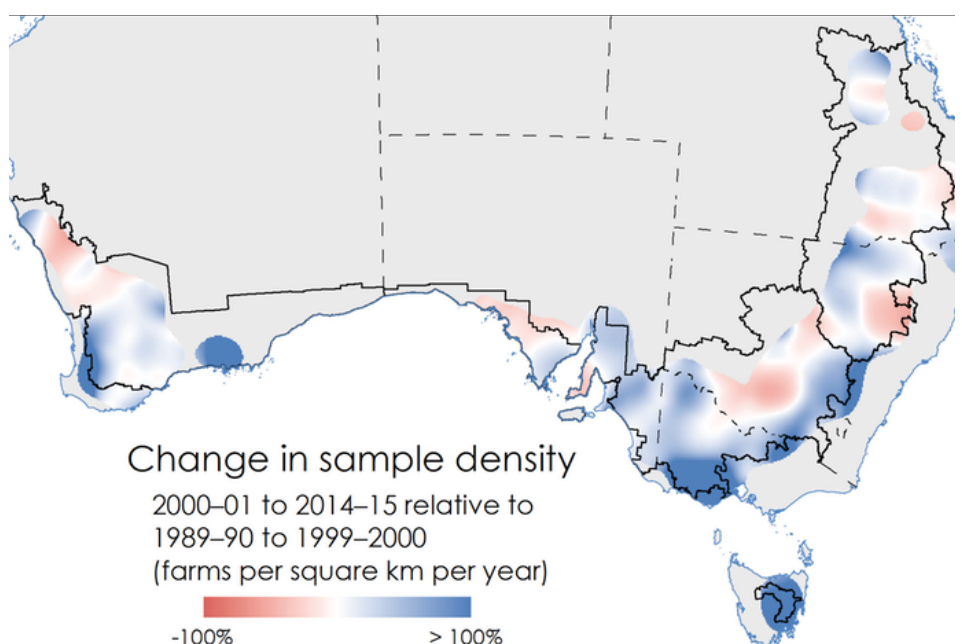 Change in sample density
2000–01 to 2014–15 relative to
1989–90 to 1999–2000
(farms per square km per year)
-100% > 100%